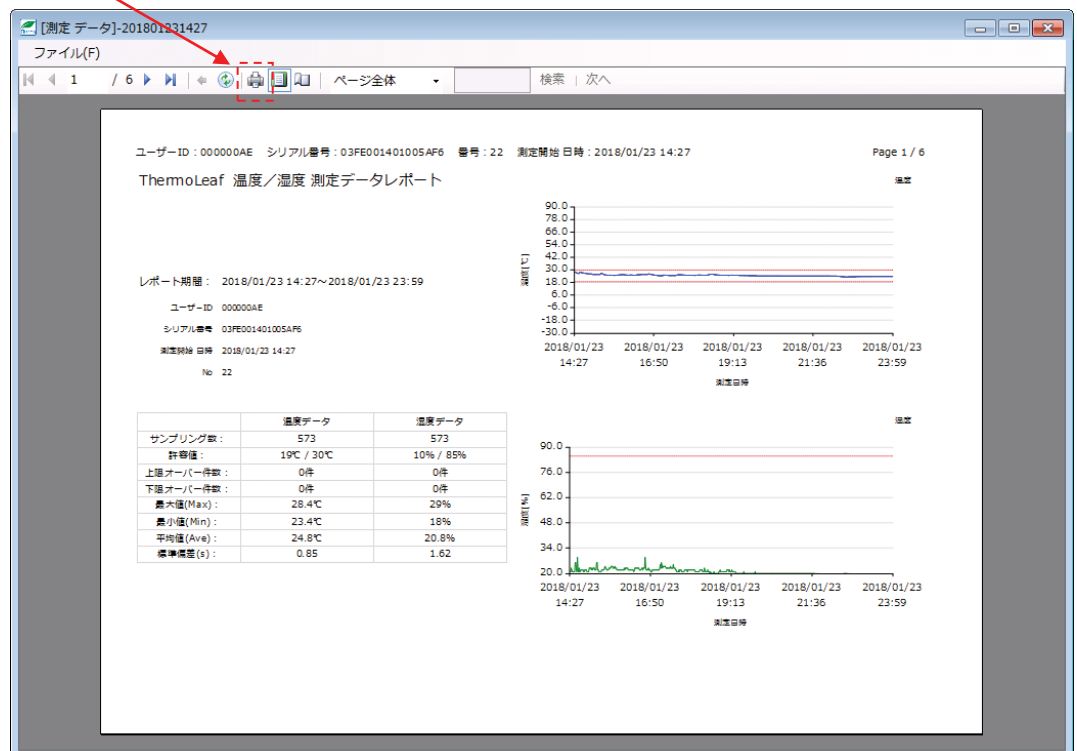 [測定 データ]-201801231427
ファイル(F)
1 / 6 ページ全体 検索 | 次へ
ユーザーID：000000AE シリアル番号：03FE001401005AF6 番号：22 測定開始 日時：2018/01/23 14:27 Page 1 / 6
ThermoLeaf 温度／湿度 測定データレポート
レポート期間： 2018/01/23 14:27～2018/01/23 23:59
ユーザーID 000000AE
シリアル番号 03FE001401005AF6
測定開始 日時 2018/01/23 14:27
No 22
温度
90.0
78.0
66.0
54.0
42.0
30.0
18.0
6.0
-6.0
-18.0
-30.0
温度[℃]
2018/01/23 2018/01/23 2018/01/23 2018/01/23 2018/01/23
14:27 16:50 19:13 21:36 23:59
測定日時
温度データ 湿度データ
サンプリング数： 573 573
許容値： 19℃ / 30℃ 10% / 85%
上限オーバー件数： 0件 0件
下限オーバー件数： 0件 0件
最大値(Max)： 28.4℃ 29%
最小値(Min)： 23.4℃ 18%
平均値(Ave)： 24.8℃ 20.8%
標準偏差(s)： 0.85 1.62
湿度
90.0
76.0
62.0
48.0
34.0
20.0
湿度[%]
2018/01/23 2018/01/23 2018/01/23 2018/01/23 2018/01/23
14:27 16:50 19:13 21:36 23:59
測定日時